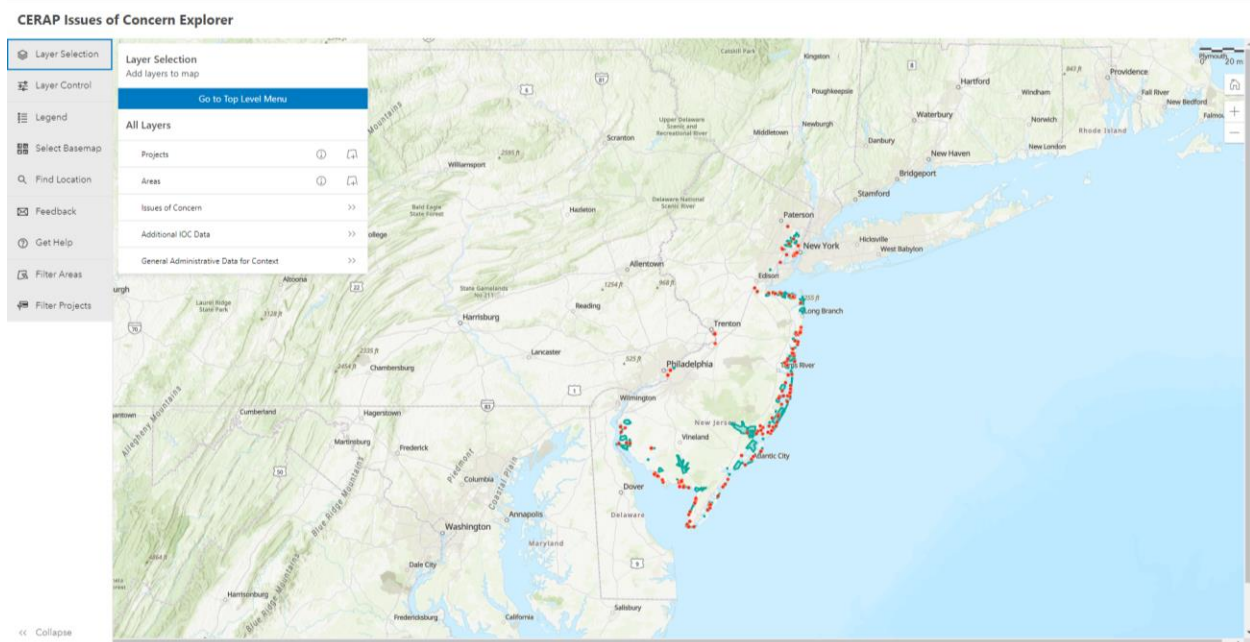 CERAP Issues of Concern Explorer
Layer Selection
Layer Control
Legend
Select Basemap
Find Location
Feedback
Get Help
Filter Areas
Filter Projects
Collapse
Layer Selection
Add layers to map
Go to Top Level Menu
All Layers
Projects
Areas
Issues of Concern
Additional IOC Data
General Administrative Data for Context
Kingston
Poughkeepsie
Hartford
Windham
Providence
Plymouth
20 m
Fall River
New Bedford
Waterbury
Norwich
Rhode Island
Newburgh
Middletown
Danbury
New Haven
New London
Bridgeport
Stamford
Upper Delaware
Scenic and
Recreational River
Scranton
Williamsport
Bald Eagle
State Forest
Hazleton
Delaware National
Scenic River
Paterson
New York
Hicksville
West Babylon
Allentown
Edison
Altoona
Laurel Ridge
State Park
State Gamelands
Reading
Harrisburg
Long Branch
Trenton
Lancaster
Philadelphia
Chambersburg
Wilmington
Cumberland
Hagerstown
Allegheny Mountains
Martinsburg
Frederick
Piedmont
Coastal Plain
Vineland
Columbia
Dover
Annapolis
Delaware
Washington
Maryland
Blue Ridge Mountains
Dale City
Harrisonburg
Fredericksburg
California
Salisbury